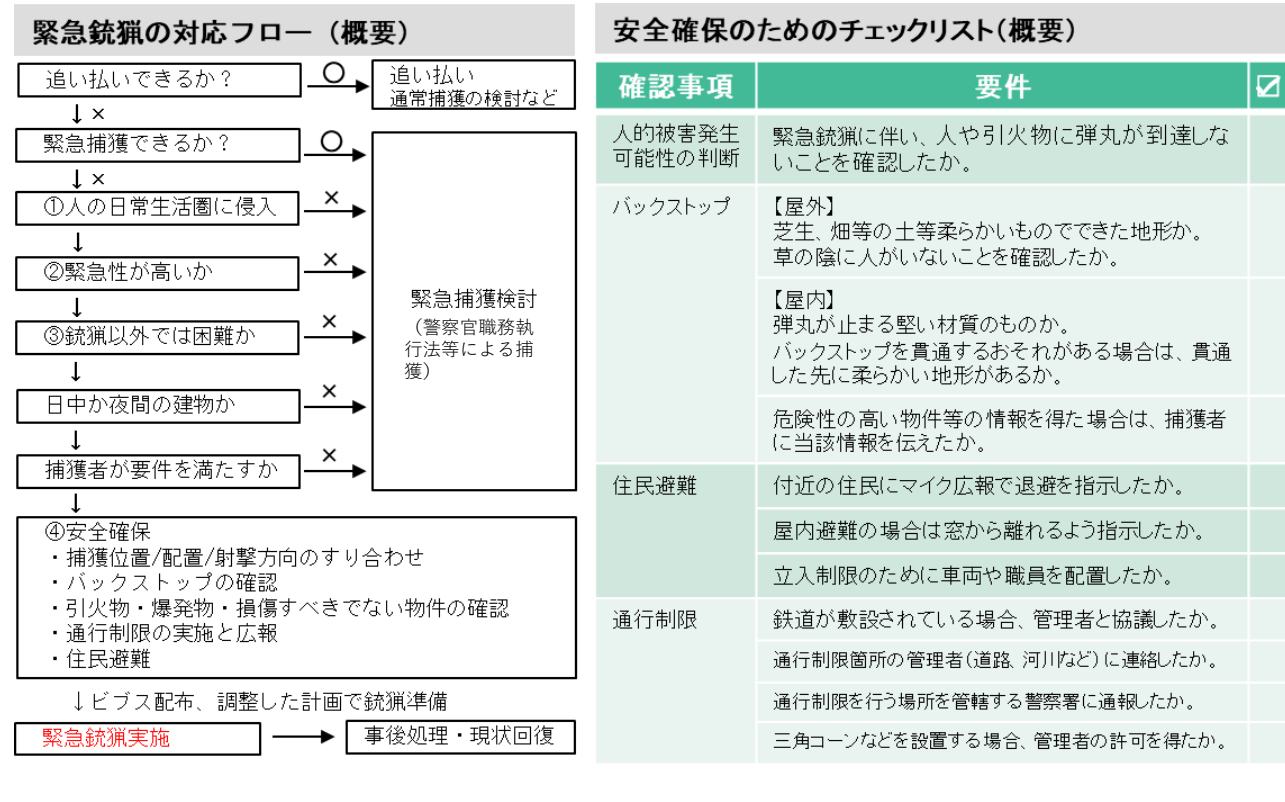 緊急銃猟の対応フロー（概要）
追い払いできるか？
○
追い払い
通常捕獲の検討など
↓×
緊急捕獲できるか？
○
↓×
①人の日常生活圏に侵入
×
↓
②緊急性が高いか
×
↓
③銃猟以外では困難か
×
↓
日中か夜間の建物か
×
↓
捕獲者が要件を満たすか
×
↓
緊急捕獲検討
（警察官職務執
行法等による捕
獲）
④安全確保
・捕獲位置/配置/射撃方向のすり合わせ
・バックストップの確認
・引火物・爆発物・損傷すべきでない物件の確認
・通行制限の実施と広報
・住民避難
↓ビブス配布、調整した計画で銃猟準備
緊急銃猟実施
事後処理・現状回復
安全確保のためのチェックリスト（概要）
確認事項 要件 ☑
人的被害発生
可能性の判断
緊急銃猟に伴い、人や引火物に弾丸が到達しな
いことを確認したか。
バックストップ
【屋外】
芝生、畑等の土等柔らかいものでできた地形か。
草の陰に人がいないことを確認したか。
【屋内】
弾丸が止まる堅い材質のものか。
バックストップを貫通するおそれがある場合は、貫通
した先に柔らかい地形があるか。
危険性の高い物件等の情報を得た場合は、捕獲者
に当該情報を伝えたか。
住民避難
付近の住民にマイク広報で退避を指示したか。
屋内避難の場合は窓から離れるよう指示したか。
立入制限のために車両や職員を配置したか。
通行制限
鉄道が敷設されている場合、管理者と協議したか。
通行制限箇所の管理者（道路、河川など）に連絡したか。
通行制限を行う場所を管轄する警察署に通報したか。
三角コーンなどを設置する場合、管理者の許可を得たか。